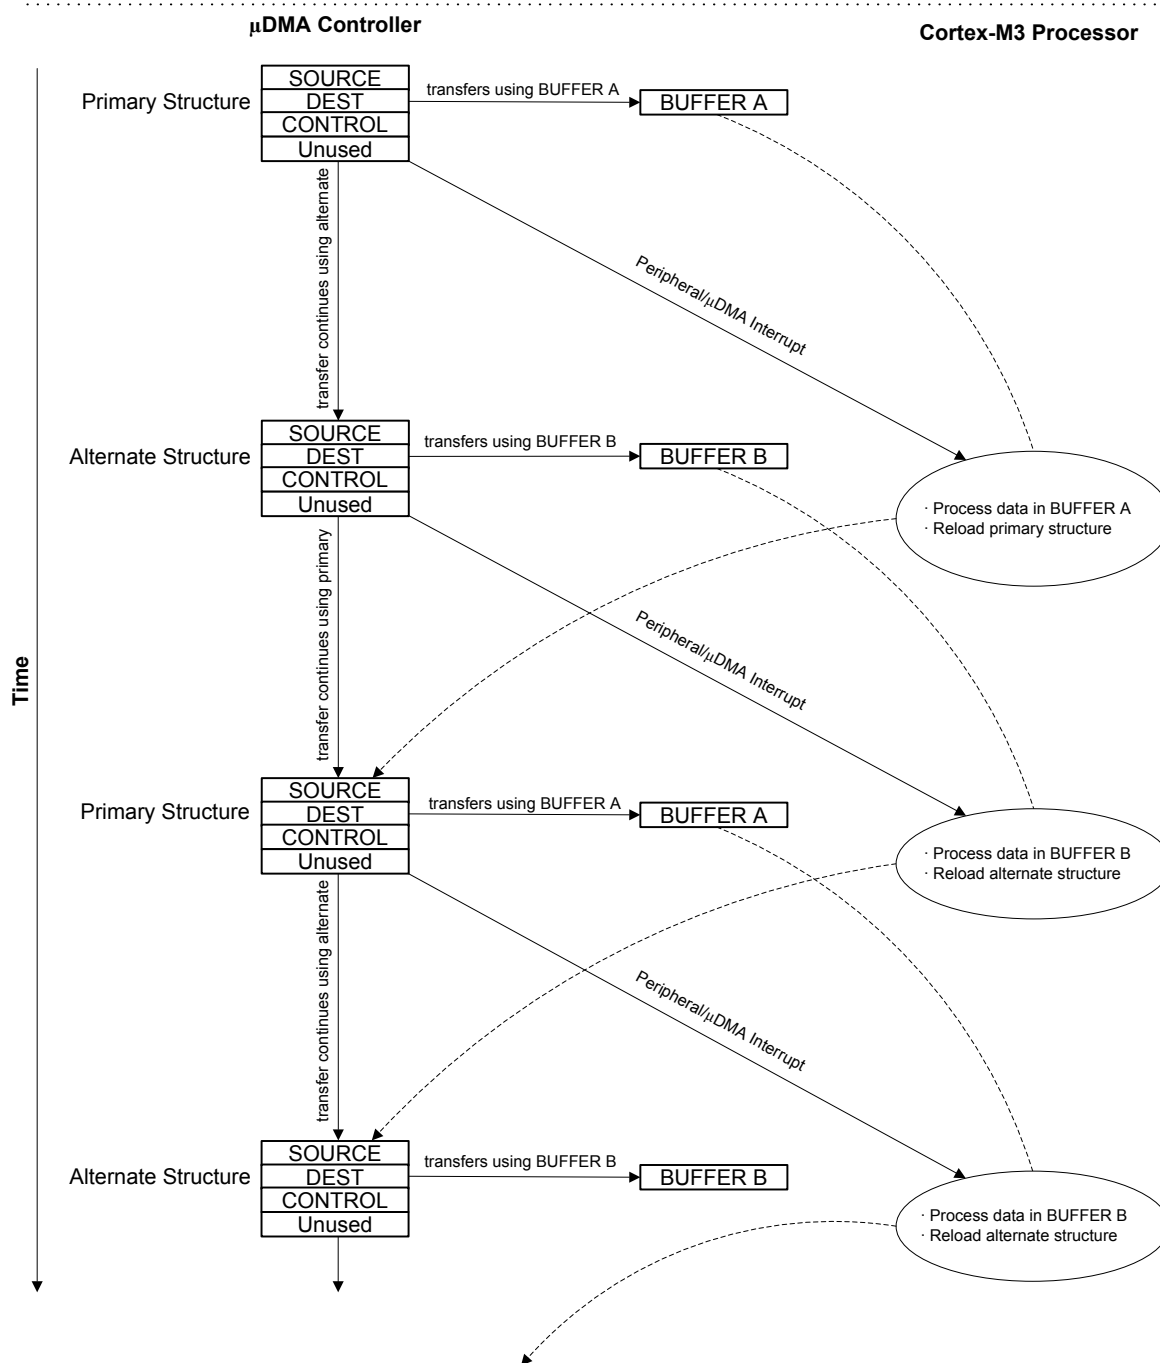 µDMA Controller
Cortex-M3 Processor
SOURCE
Primary Structure
DEST
transfers using BUFFER A
BUFFER A
CONTROL
Unused
transfer continues using alternate
Peripheral/µDMA Interrupt
SOURCE
Alternate Structure
DEST
transfers using BUFFER B
BUFFER B
CONTROL
Unused
· Process data in BUFFER A
· Reload primary structure
transfer continues using primary
Peripheral/µDMA Interrupt
Time
SOURCE
Primary Structure
DEST
transfers using BUFFER A
BUFFER A
CONTROL
Unused
· Process data in BUFFER B
· Reload alternate structure
transfer continues using alternate
Peripheral/µDMA Interrupt
SOURCE
Alternate Structure
DEST
transfers using BUFFER B
BUFFER B
CONTROL
Unused
· Process data in BUFFER B
· Reload alternate structure